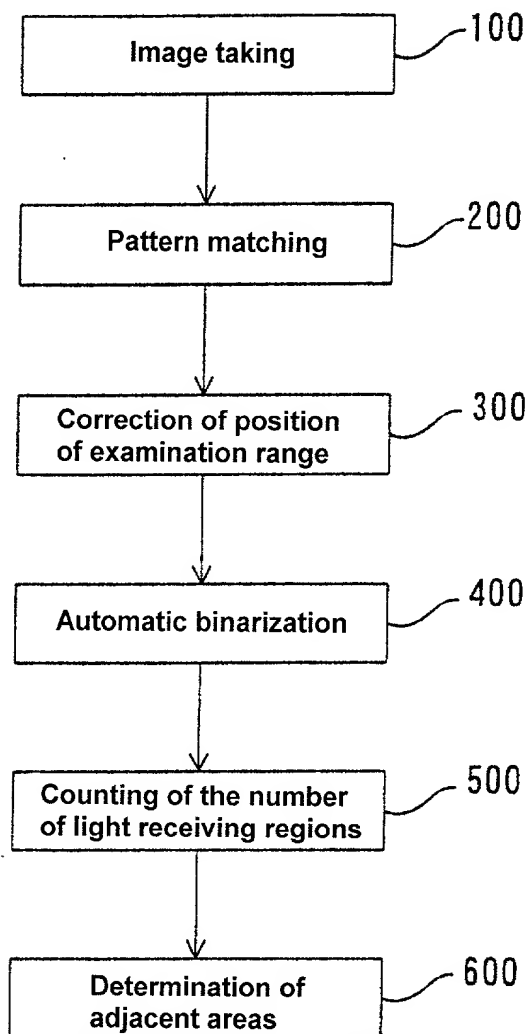 100
Image taking
200
Pattern matching
300
Correction of position
of examination range
400
Automatic binarization
500
Counting of the number
of light receiving regions
600
Determination of
adjacent areas